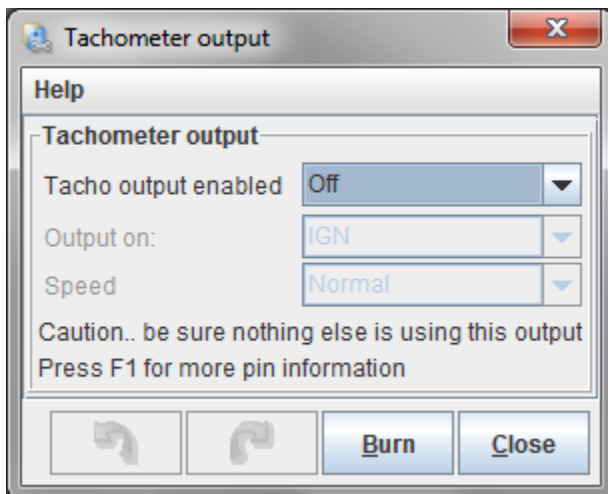 Tachometer output
Help
Tachometer output
Tacho output enabled Off
Output on: IGN
Speed Normal
Caution.. be sure nothing else is using this output
Press F1 for more pin information
Burn Close